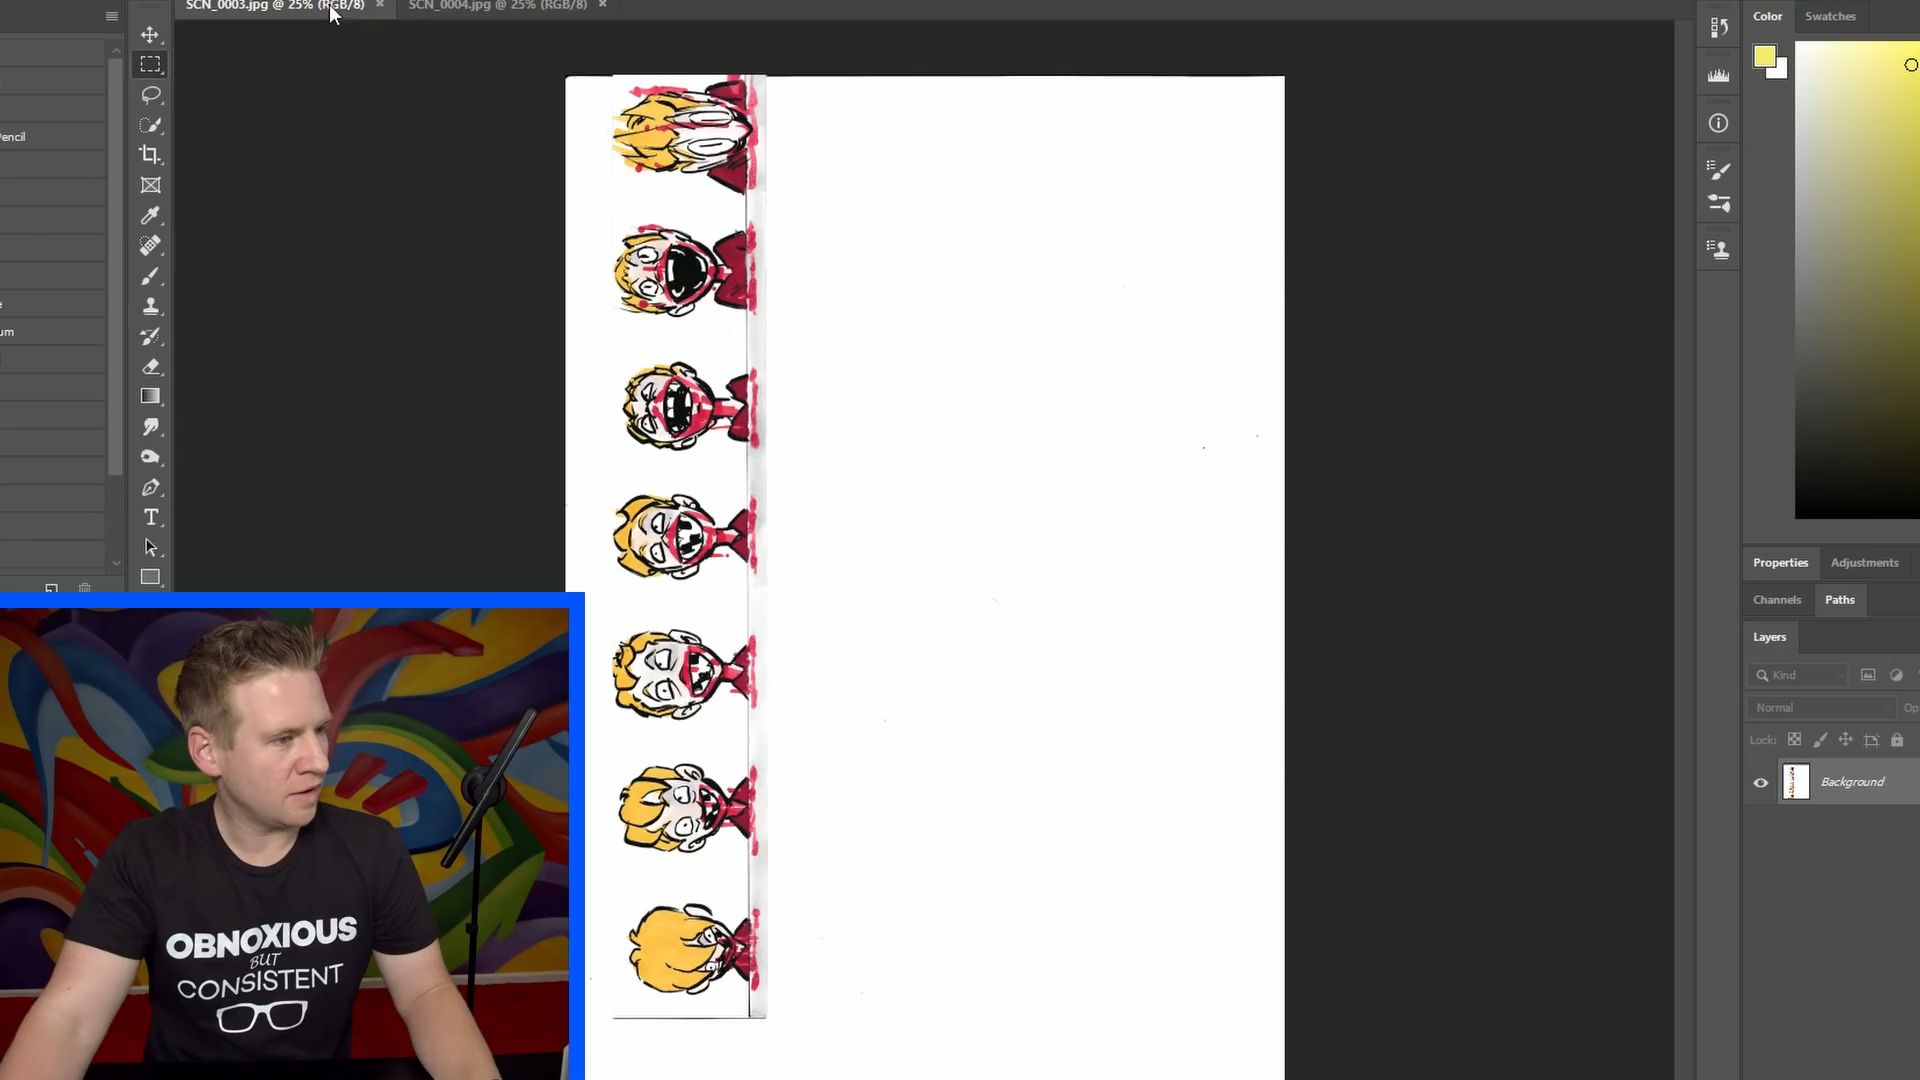 SCN_0003.jpg @ 25% (RGB/8) × SCN_0004.jpg @ 25% (RGB/8) ×
Color Swatches
Pencil
e
um
T
Properties Adjustments
Channels Paths
Layers
Kind
Normal Op
Lock:
Background
OBNOXIOUS
BUT
CONSISTENT